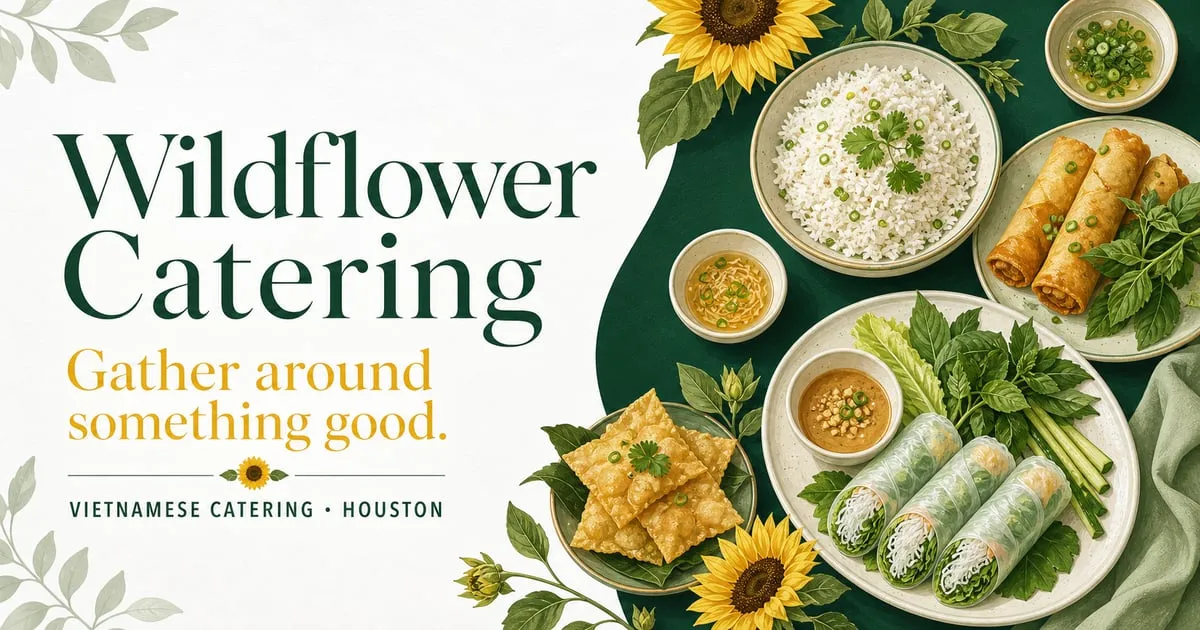 Wildflower
Catering
Gather around
something good.
VIETNAMESE CATERING • HOUSTON